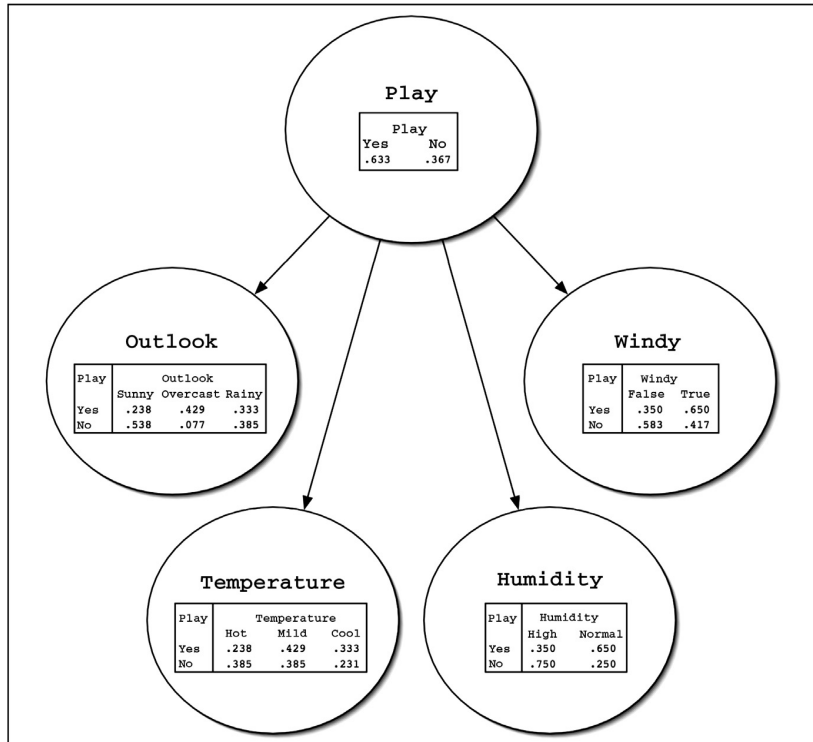 Play
Play
Yes No
.633 .367
Outlook
Play Outlook
Sunny Overcast Rainy
Yes .238 .429 .333
No .538 .077 .385
Windy
Play Windy
False True
Yes .350 .650
No .583 .417
Temperature
Play Temperature
Hot Mild Cool
Yes .238 .429 .333
No .385 .385 .231
Humidity
Play Humidity
High Normal
Yes .350 .650
No .750 .250